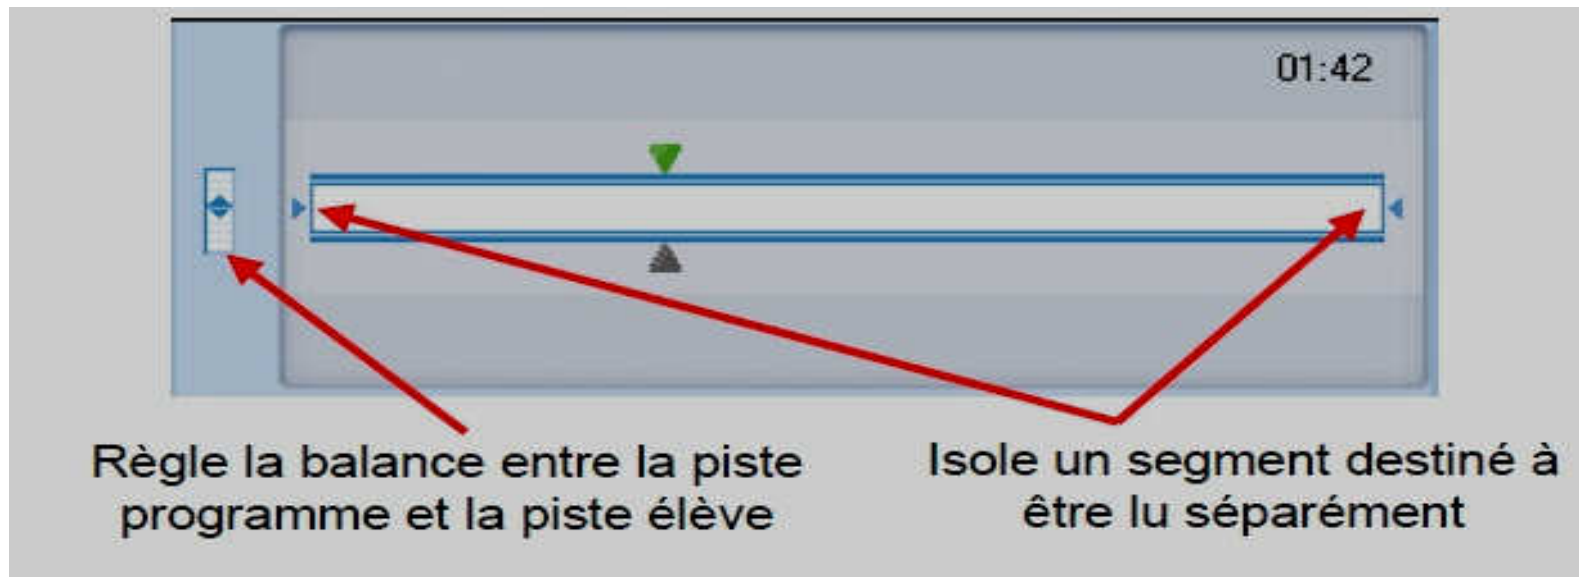 01:42
Règle la balance entre la piste
programme et la piste élève
Isole un segment destiné à
être lu séparément